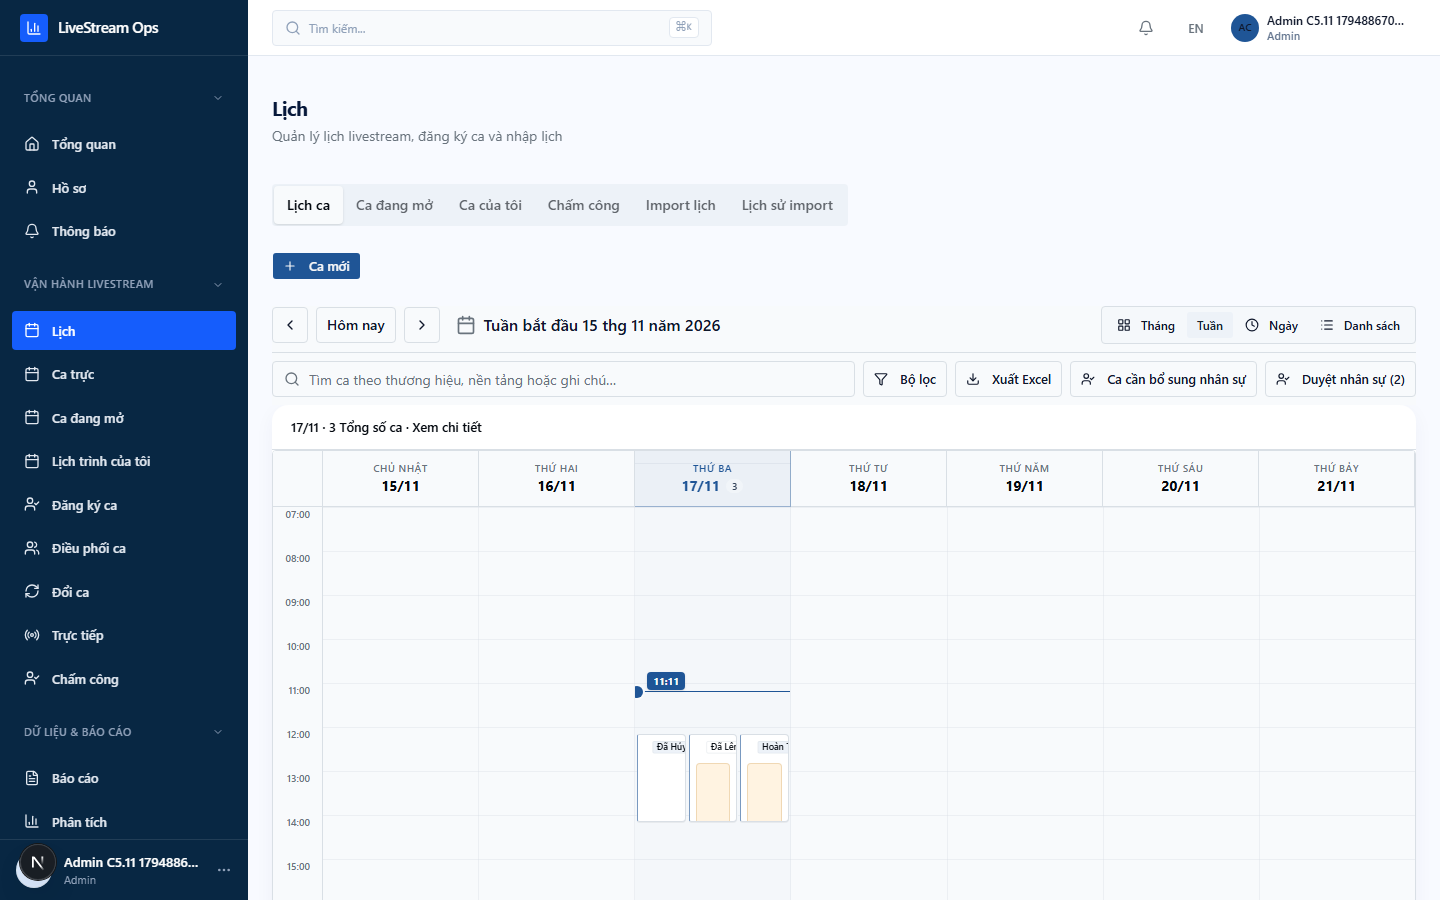 LiveStream Ops
Tìm kiếm...
⌘K
EN
AC
Admin C5.11 179488670...
Admin
TỔNG QUAN
Tổng quan
Hồ sơ
Thông báo
VẬN HÀNH LIVESTREAM
Lịch
Ca trực
Ca đang mở
Lịch trình của tôi
Đăng ký ca
Điều phối ca
Đổi ca
Trực tiếp
Chấm công
DỮ LIỆU & BÁO CÁO
Báo cáo
Phân tích
N
Admin C5.11 1794886...
Admin
Lịch
Quản lý lịch livestream, đăng ký ca và nhập lịch
Lịch ca
Ca đang mở
Ca của tôi
Chấm công
Import lịch
Lịch sử import
Ca mới
Hôm nay
Tuần bắt đầu 15 thg 11 năm 2026
Tháng
Tuần
Ngày
Danh sách
Tìm ca theo thương hiệu, nền tảng hoặc ghi chú...
Bộ lọc
Xuất Excel
Ca cần bổ sung nhân sự
Duyệt nhân sự (2)
17/11 · 3 Tổng số ca · Xem chi tiết
CHỦ NHẬT
15/11
THỨ HAI
16/11
THỨ BA
17/11 3
THỨ TƯ
18/11
THỨ NĂM
19/11
THỨ SÁU
20/11
THỨ BẢY
21/11
07:00
08:00
09:00
10:00
11:00
11:11
12:00
Đã Hủy
Đã Lên
Hoàn
13:00
14:00
15:00